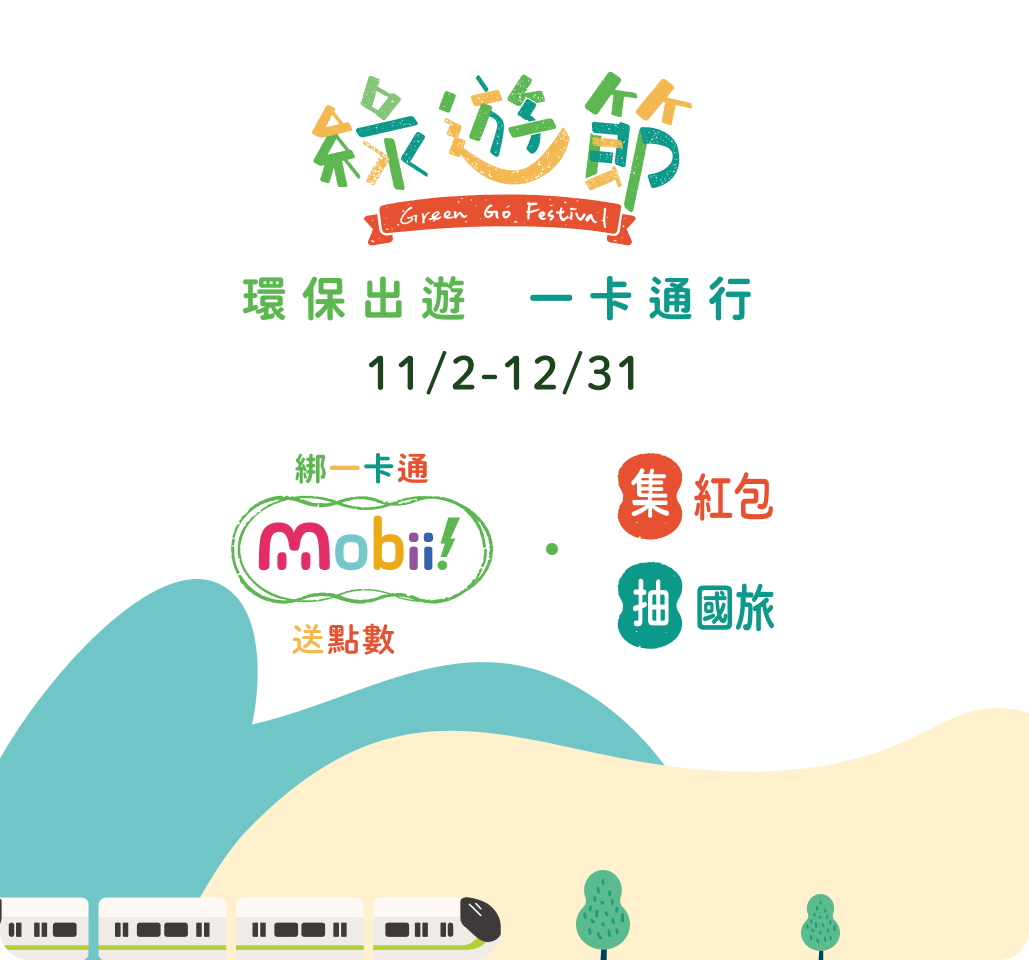 綠遊節
Green Go Festival
環保出遊 一卡通行
11/2-12/31
綁一卡通
mobii!
送點數
集紅包
抽國旅